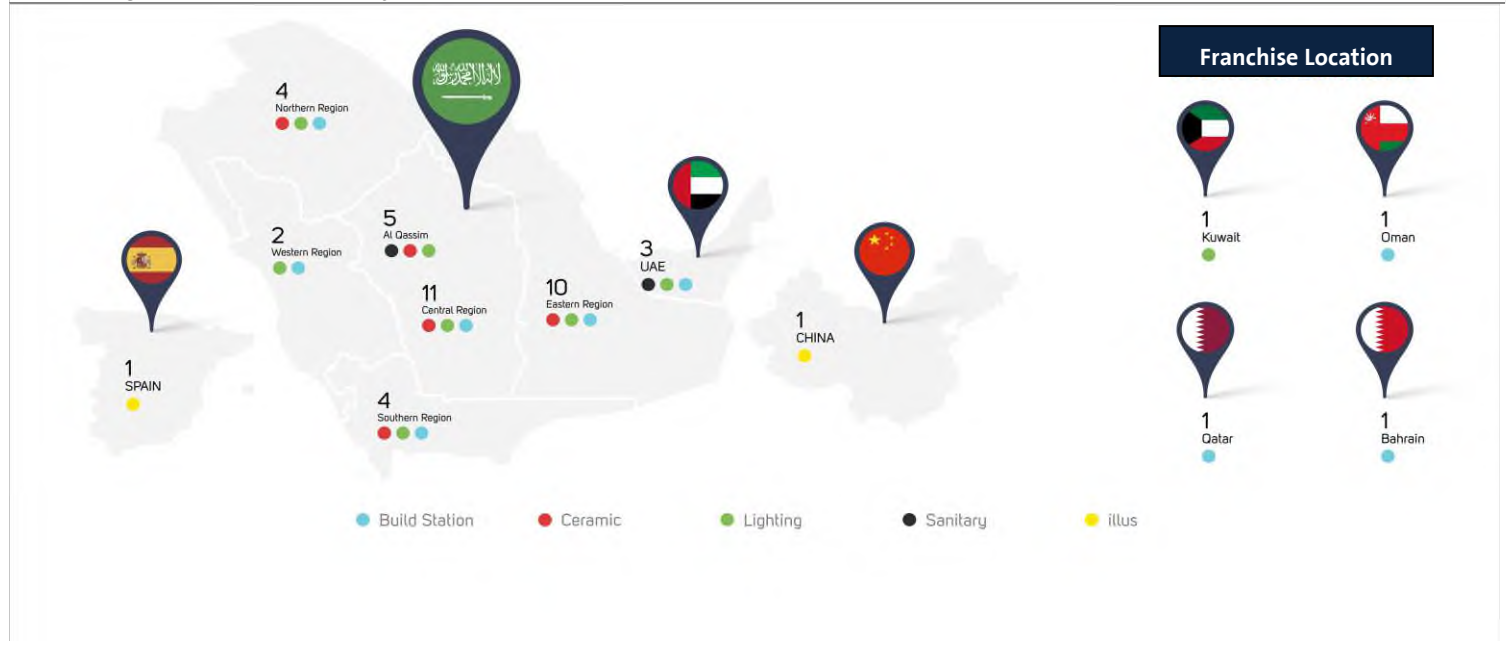 Franchise Location
4
Northern Region
2
Western Region
5
Al Qassim
11
Central Region
10
Eastern Region
4
Southern Region
3
UAE
1
SPAIN
1
CHINA
1
Kuwait
1
Oman
1
Qatar
1
Bahrain
Build Station
Ceramic
Lighting
Sanitary
illus